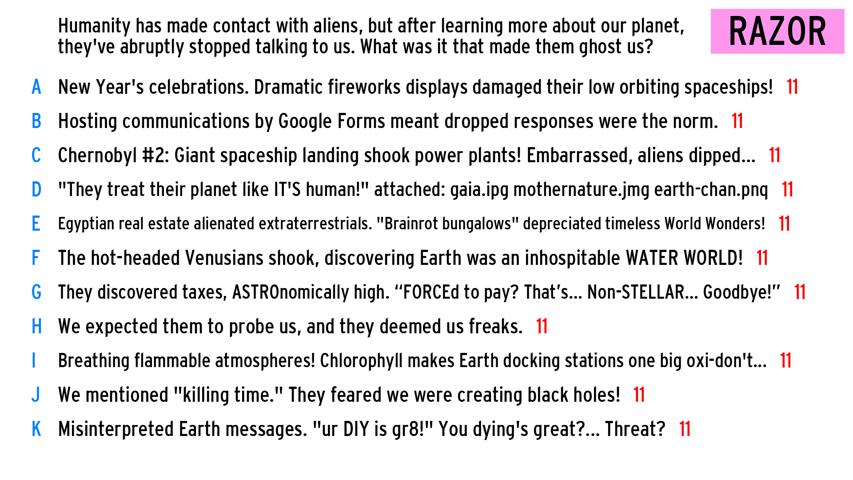 Humanity has made contact with aliens, but after learning more about our planet,
they've abruptly stopped talking to us. What was it that made them ghost us?
RAZOR
A New Year's celebrations. Dramatic fireworks displays damaged their low orbiting spaceships! 11
B Hosting communications by Google Forms meant dropped responses were the norm. 11
C Chernobyl #2: Giant spaceship landing shook power plants! Embarrassed, aliens dipped... 11
D "They treat their planet like IT'S human!" attached: gaia.ipg mothernature.jmg earth-chan.pnq 11
E Egyptian real estate alienated extraterrestrials. "Brainrot bungalows" depreciated timeless World Wonders! 11
F The hot-headed Venusians shook, discovering Earth was an inhospitable WATER WORLD! 11
G They discovered taxes, ASTROnomically high. “FORCEd to pay? That’s... Non-STELLAR... Goodbye!” 11
H We expected them to probe us, and they deemed us freaks. 11
I Breathing flammable atmospheres! Chlorophyll makes Earth docking stations one big oxi-don't... 11
J We mentioned "killing time." They feared we were creating black holes! 11
K Misinterpreted Earth messages. "ur DIY is gr8!" You dying's great?... Threat? 11